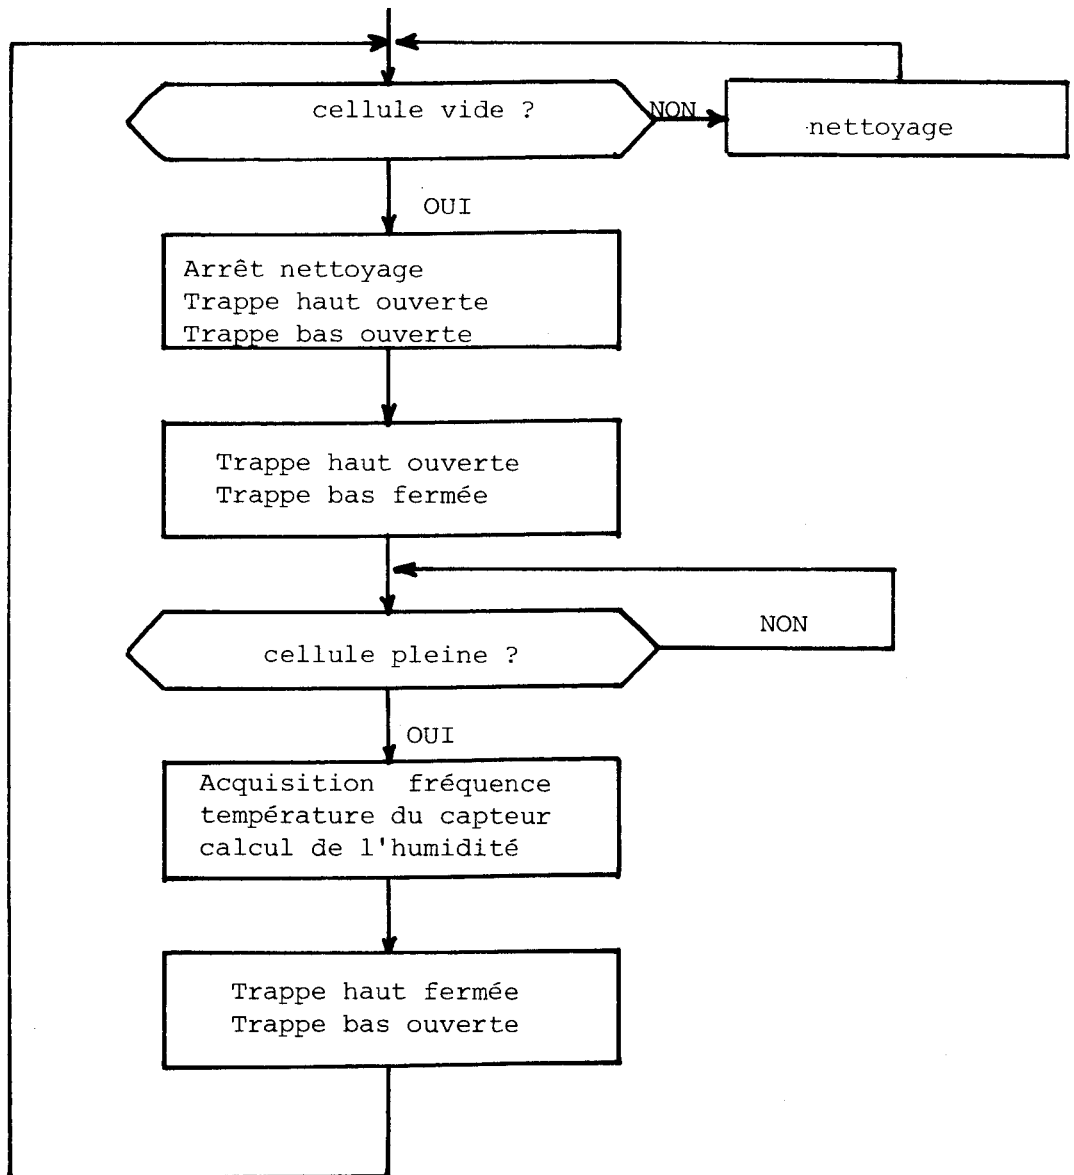 cellule vide ?
NON
nettoyage
OUI
Arrêt nettoyage
Trappe haut ouverte
Trappe bas ouverte
Trappe haut ouverte
Trappe bas fermée
NON
cellule pleine ?
OUI
Acquisition fréquence
température du capteur
calcul de l'humidité
Trappe haut fermée
Trappe bas ouverte